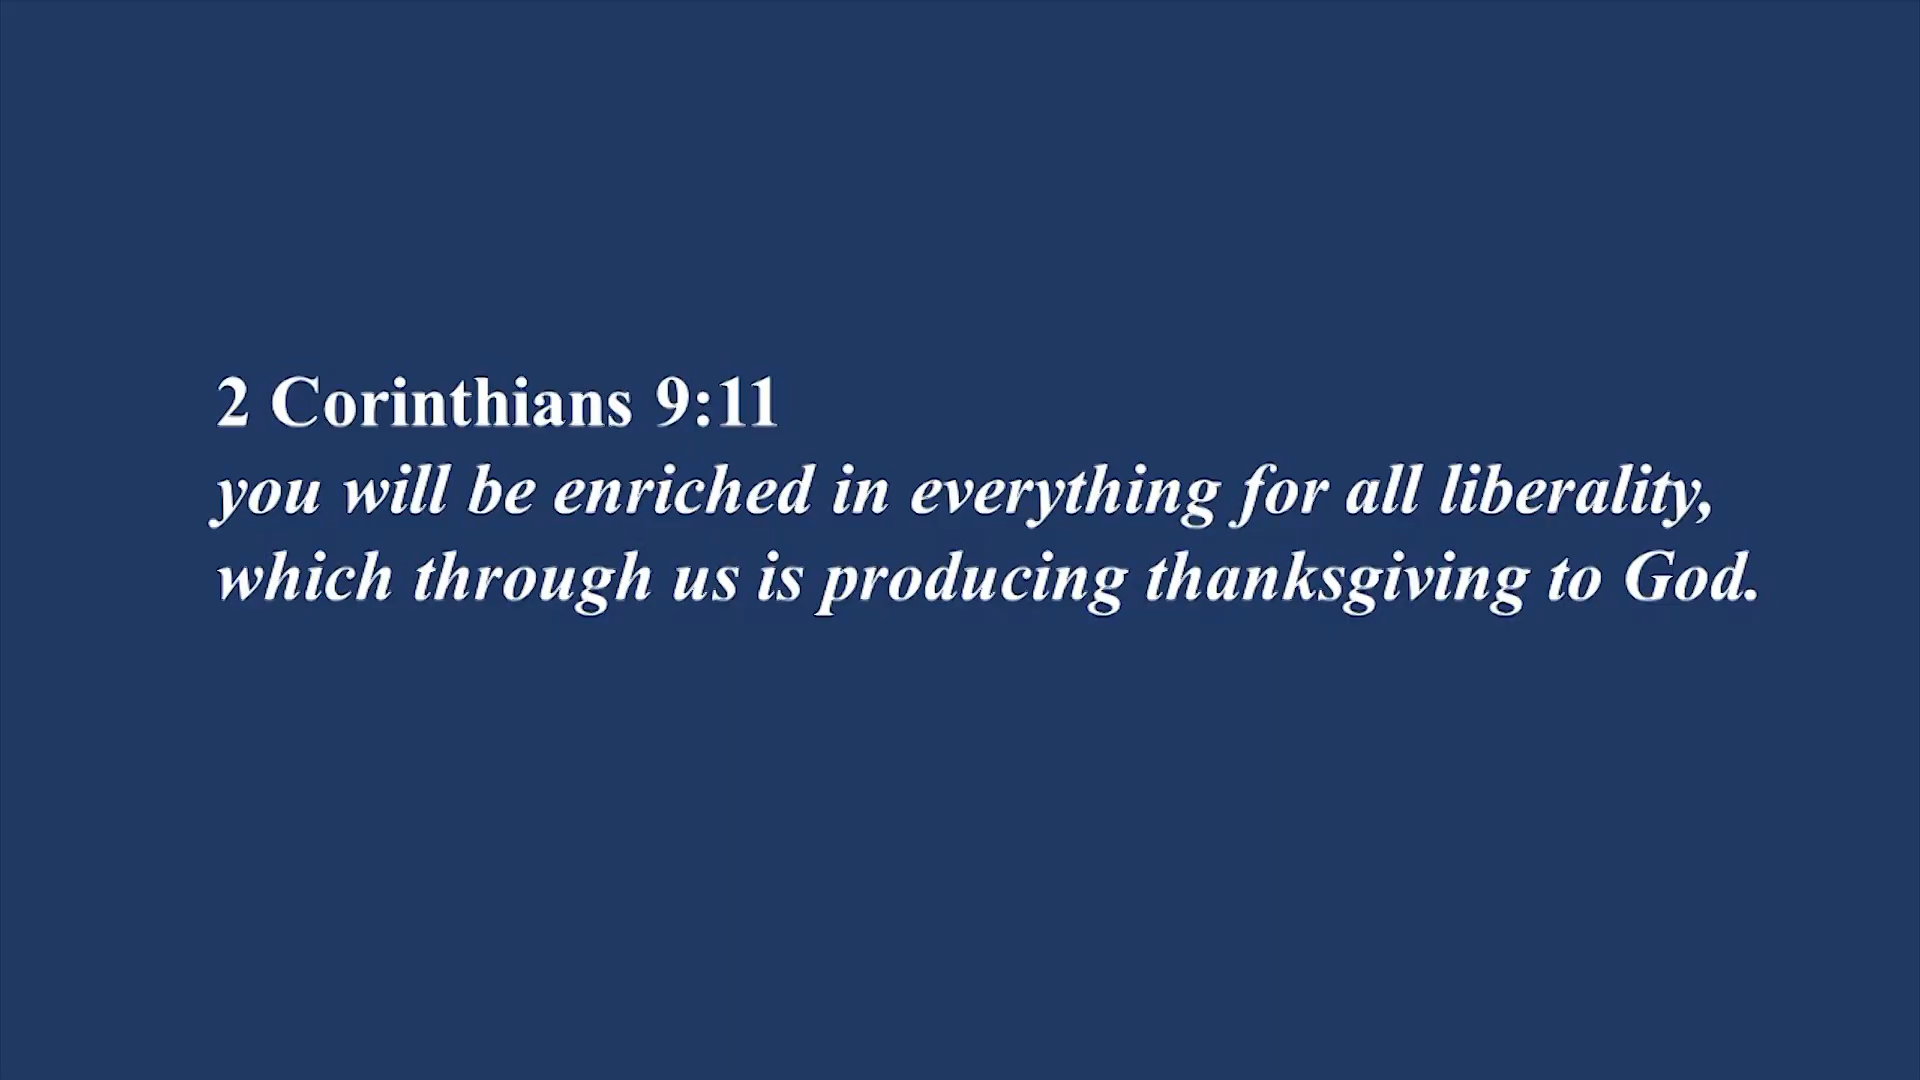 2 Corinthians 9:11
you will be enriched in everything for all liberality,
which through us is producing thanksgiving to God.